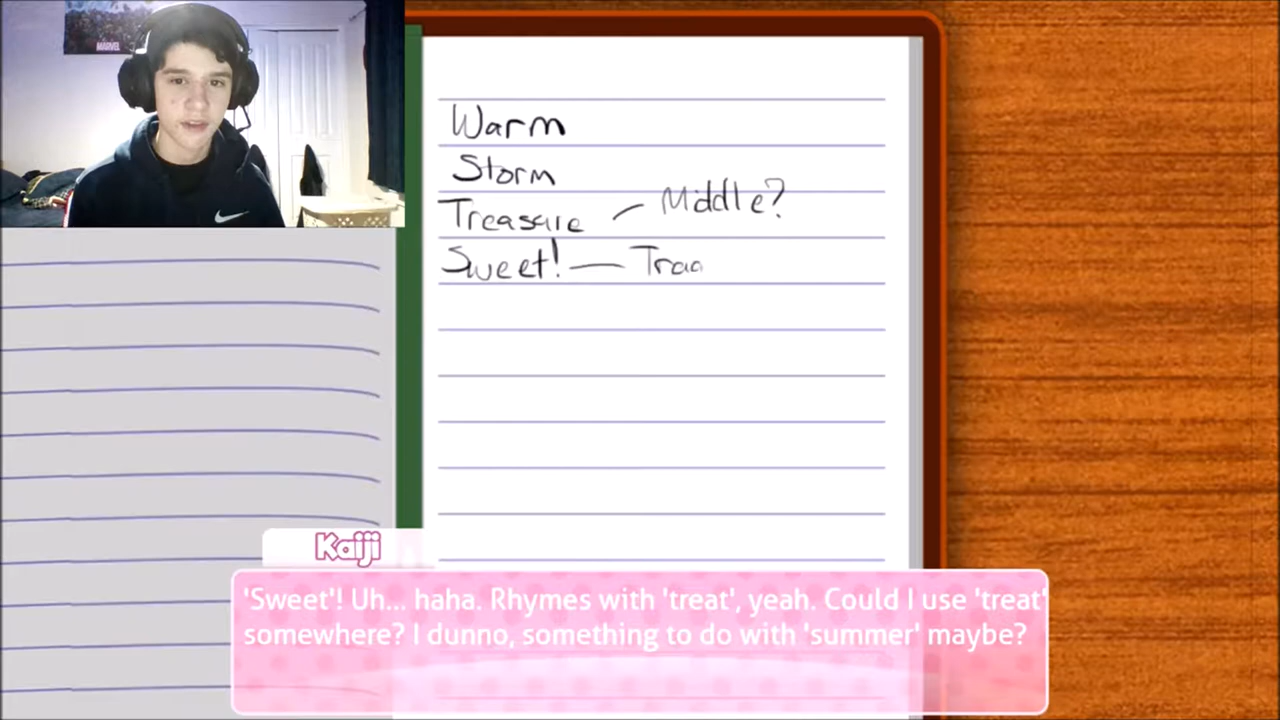 MARVEL
Warm
Storm
Treasure — Middle?
Sweet! — Trea
Kaiji
'Sweet'! Uh... haha. Rhymes with 'treat', yeah. Could I use 'treat'
somewhere? I dunno, something to do with 'summer' maybe?